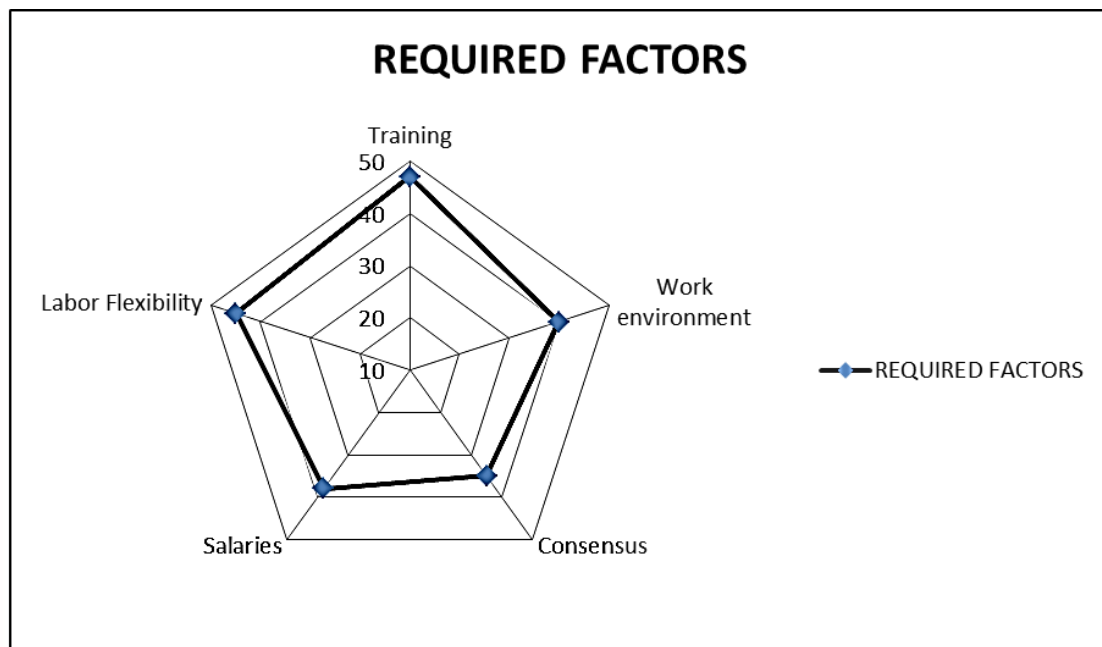 REQUIRED FACTORS
Training
50
40
30
20
10
Work
environment
Labor Flexibility
Salaries
Consensus
REQUIRED FACTORS